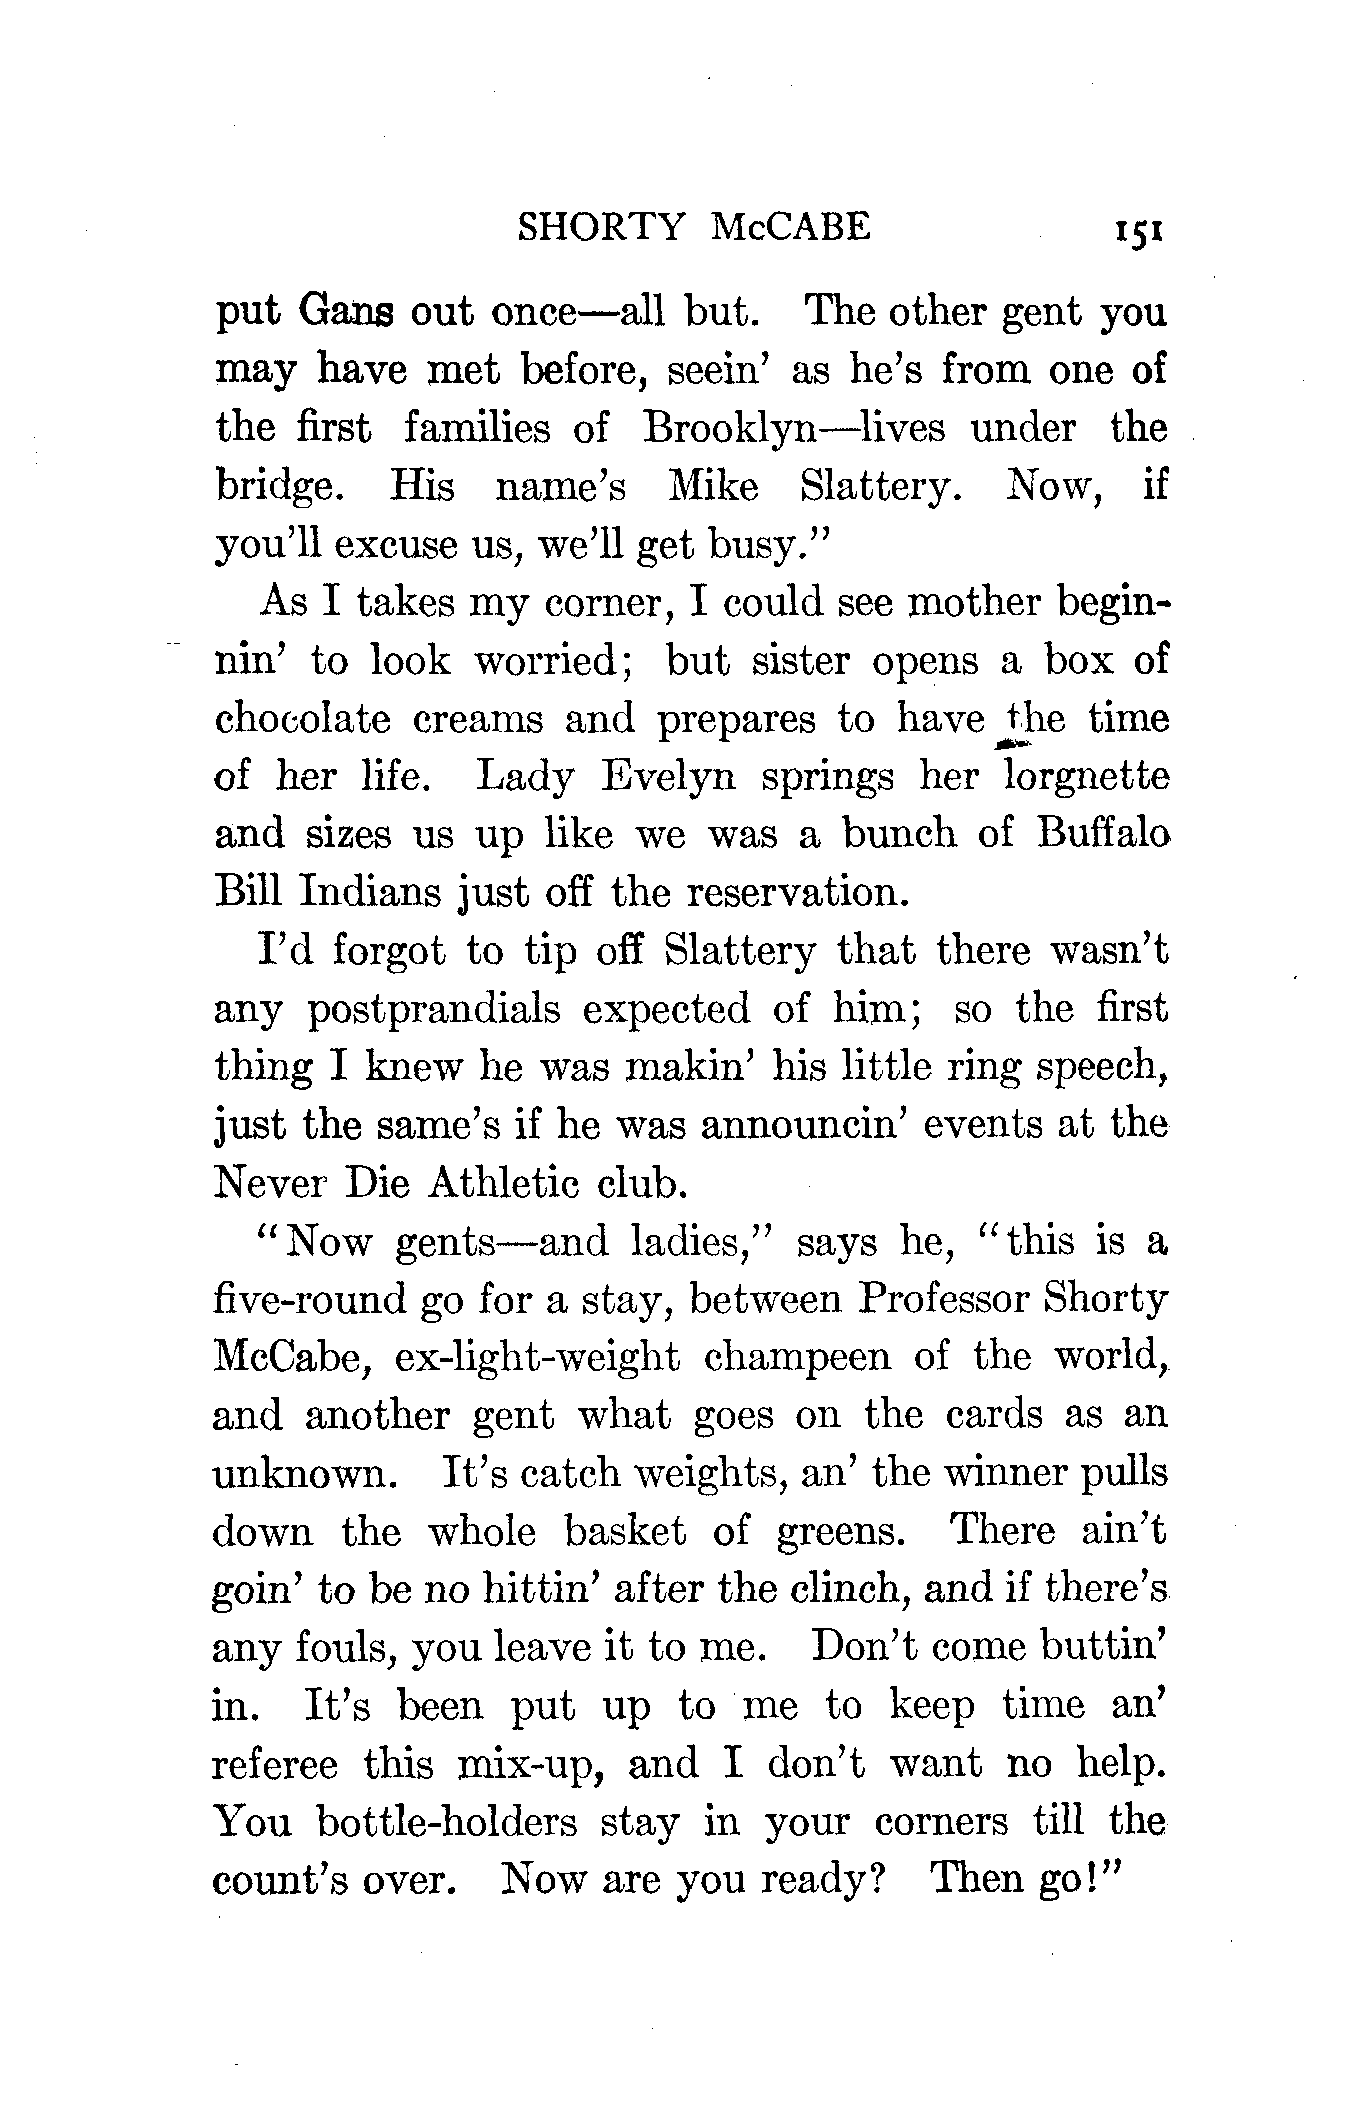 SHORTY McCABE 151
put Gans out once—all but. The other gent you
may have met before, seein' as he's from one of
the first families of Brooklyn—lives under the
bridge. His name's Mike Slattery. Now, if
you'll excuse us, we'll get busy."
As I takes my corner, I could see mother begin-
nin' to look worried; but sister opens a box of
chocolate creams and prepares to have the time
of her life. Lady Evelyn springs her lorgnette
and sizes us up like we was a bunch of Buffalo
Bill Indians just off the reservation.
I'd forgot to tip off Slattery that there wasn't
any postprandials expected of him; so the first
thing I knew he was makin' his little ring speech,
just the same's if he was announcin' events at the
Never Die Athletic club.
"Now gents—and ladies," says he, "this is a
five-round go for a stay, between Professor Shorty
McCabe, ex-light-weight champeen of the world,
and another gent what goes on the cards as an
unknown. It's catch weights, an' the winner pulls
down the whole basket of greens. There ain't
goin' to be no hittin' after the clinch, and if there's
any fouls, you leave it to me. Don't come buttin'
in. It's been put up to me to keep time an'
referee this mix-up, and I don't want no help.
You bottle-holders stay in your corners till the
count's over. Now are you ready? Then go!"